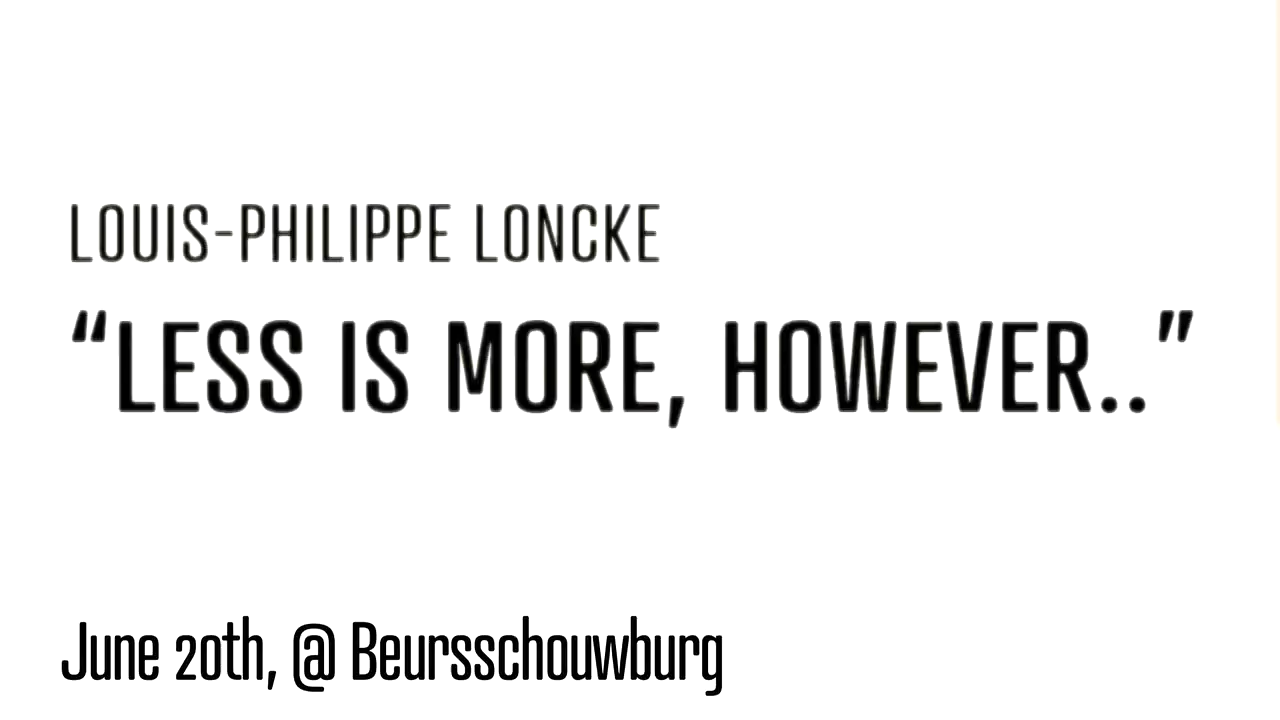 LOUIS-PHILIPPE LONCKE
“LESS IS MORE, HOWEVER..”
June 20th, @ Beursschouwburg